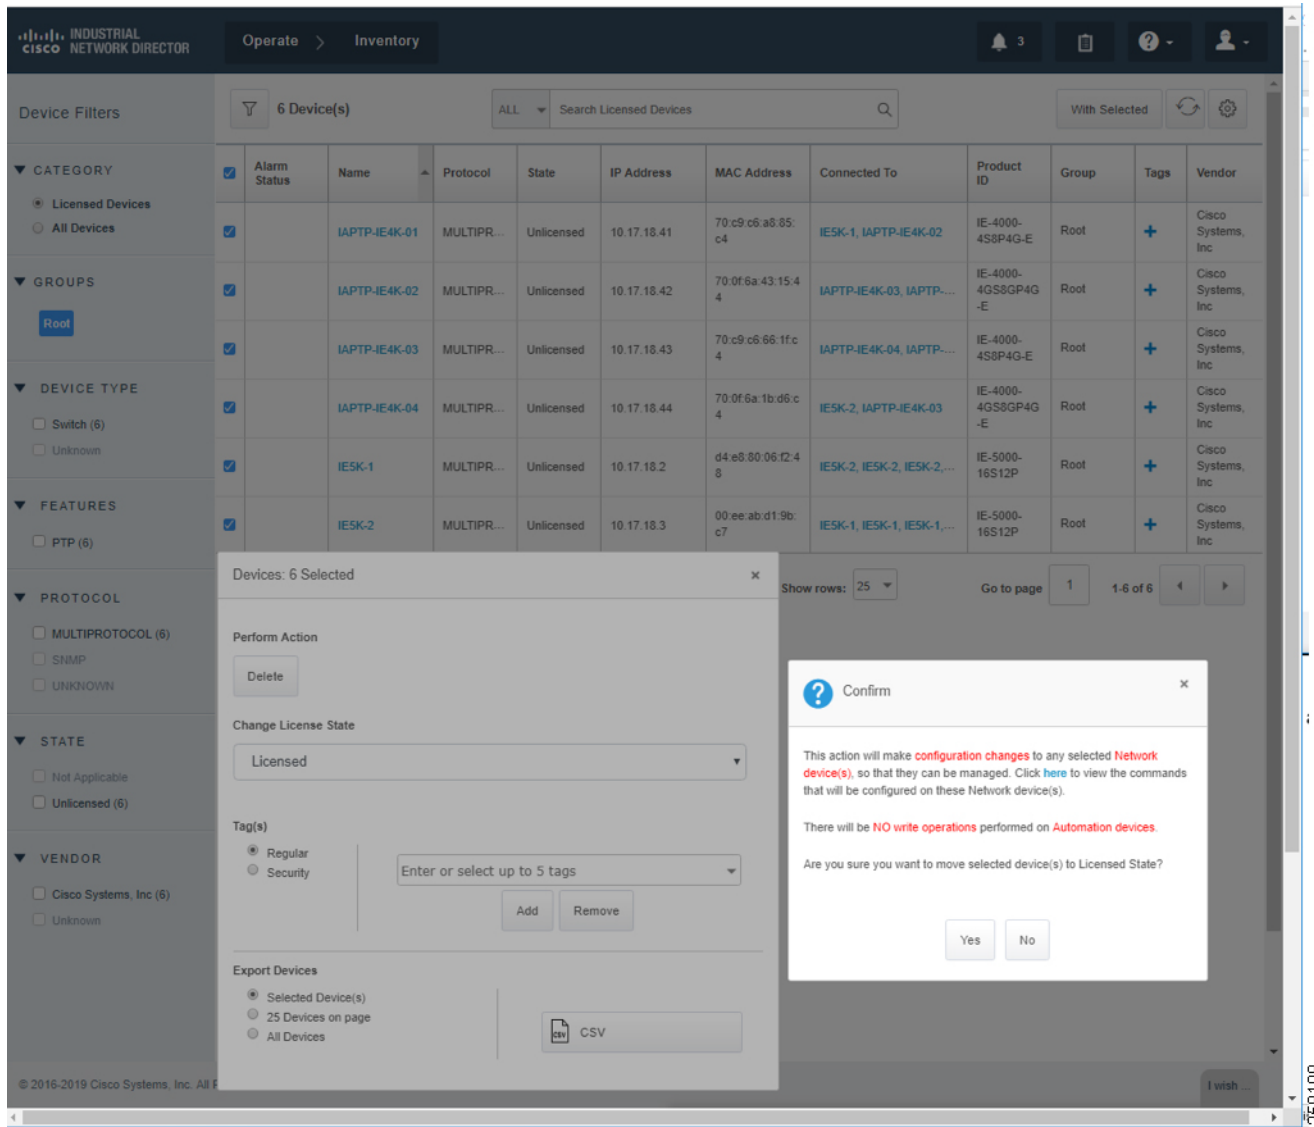 INDUSTRIAL
CISCO NETWORK DIRECTOR
Operate > Inventory
3
Device Filters
6 Device(s)
ALL
Search Licensed Devices
With Selected
CATEGORY
Licensed Devices
All Devices
GROUPS
Root
DEVICE TYPE
Switch (6)
Unknown
FEATURES
PTP (6)
PROTOCOL
MULTIPROTOCOL (6)
SNMP
UNKNOWN
STATE
Not Applicable
Unlicensed (6)
VENDOR
Cisco Systems, Inc (6)
Unknown
Alarm Status Name Protocol State IP Address MAC Address Connected To Product ID Group Tags Vendor
IAPTP-IE4K-01 MULTIPR... Unlicensed 10.17.18.41 70:c9:c6:a8:85:c4 IE5K-1, IAPTP-IE4K-02 IE-4000-4S8P4G-E Root + Cisco Systems, Inc
IAPTP-IE4K-02 MULTIPR... Unlicensed 10.17.18.42 70:0f:6a:43:15:44 IAPTP-IE4K-03, IAPTP-... IE-4000-4GS8GP4G-E Root + Cisco Systems, Inc
IAPTP-IE4K-03 MULTIPR... Unlicensed 10.17.18.43 70:c9:c6:66:1f:c4 IAPTP-IE4K-04, IAPTP-... IE-4000-4S8P4G-E Root + Cisco Systems, Inc
IAPTP-IE4K-04 MULTIPR... Unlicensed 10.17.18.44 70:0f:6a:1b:d6:c4 IE5K-2, IAPTP-IE4K-03 IE-4000-4GS8GP4G-E Root + Cisco Systems, Inc
IE5K-1 MULTIPR... Unlicensed 10.17.18.2 d4:e8:80:06:f2:48 IE5K-2, IE5K-2, IE5K-2,... IE-5000-16S12P Root + Cisco Systems, Inc
IE5K-2 MULTIPR... Unlicensed 10.17.18.3 00:ee:ab:d1:9b:c7 IE5K-1, IE5K-1, IE5K-1,... IE-5000-16S12P Root + Cisco Systems, Inc
Show rows: 25
Go to page 1 1-6 of 6
Devices: 6 Selected ×
Perform Action
Delete
Change License State
Licensed
Tag(s)
Regular
Security
Enter or select up to 5 tags
Add Remove
Export Devices
Selected Device(s)
25 Devices on page
All Devices
CSV CSV
? Confirm ×
This action will make configuration changes to any selected Network
device(s), so that they can be managed. Click here to view the commands
that will be configured on these Network device(s).
There will be NO write operations performed on Automation devices.
Are you sure you want to move selected device(s) to Licensed State?
Yes No
© 2016-2019 Cisco Systems, Inc. All
I wish ...